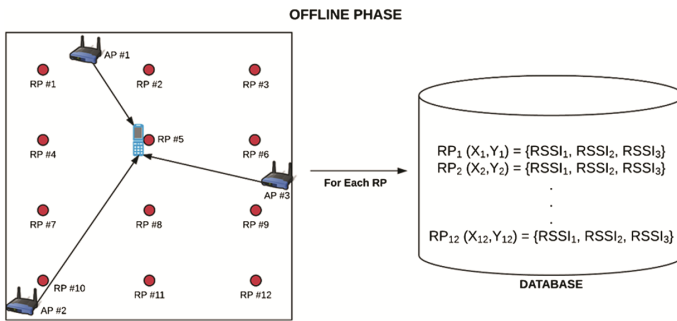 OFFLINE PHASE
AP #1
RP #1
RP #2
RP #3
RP #4
RP #5
RP #6
AP #3
For Each RP
RP #7
RP #8
RP #9
RP #10
RP #11
RP #12
AP #2
RP₁ (X₁,Y₁) = {RSSI₁, RSSI₂, RSSI₃}
RP₂ (X₂,Y₂) = {RSSI₁, RSSI₂, RSSI₃}
.
.
.
RP₁₂ (X₁₂,Y₁₂) = {RSSI₁, RSSI₂, RSSI₃}
DATABASE